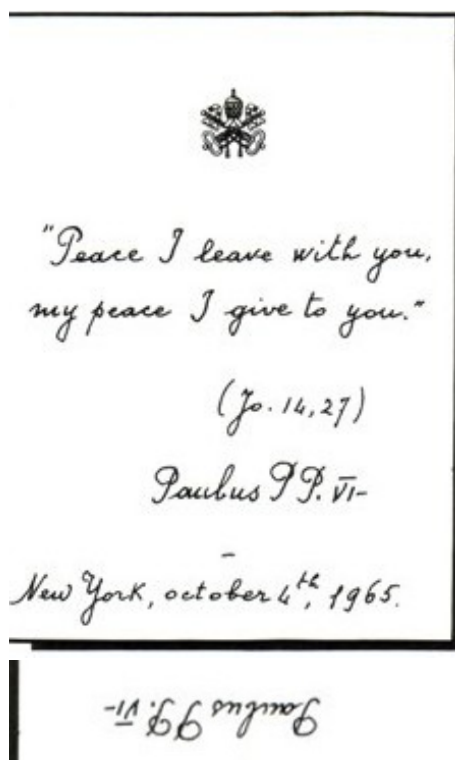 "Peace I leave with you,
my peace I give to you."
(Jo. 14,27)
Paulus PP. VI-
New York, october 4th, 1965.
Paulus PP. VI-